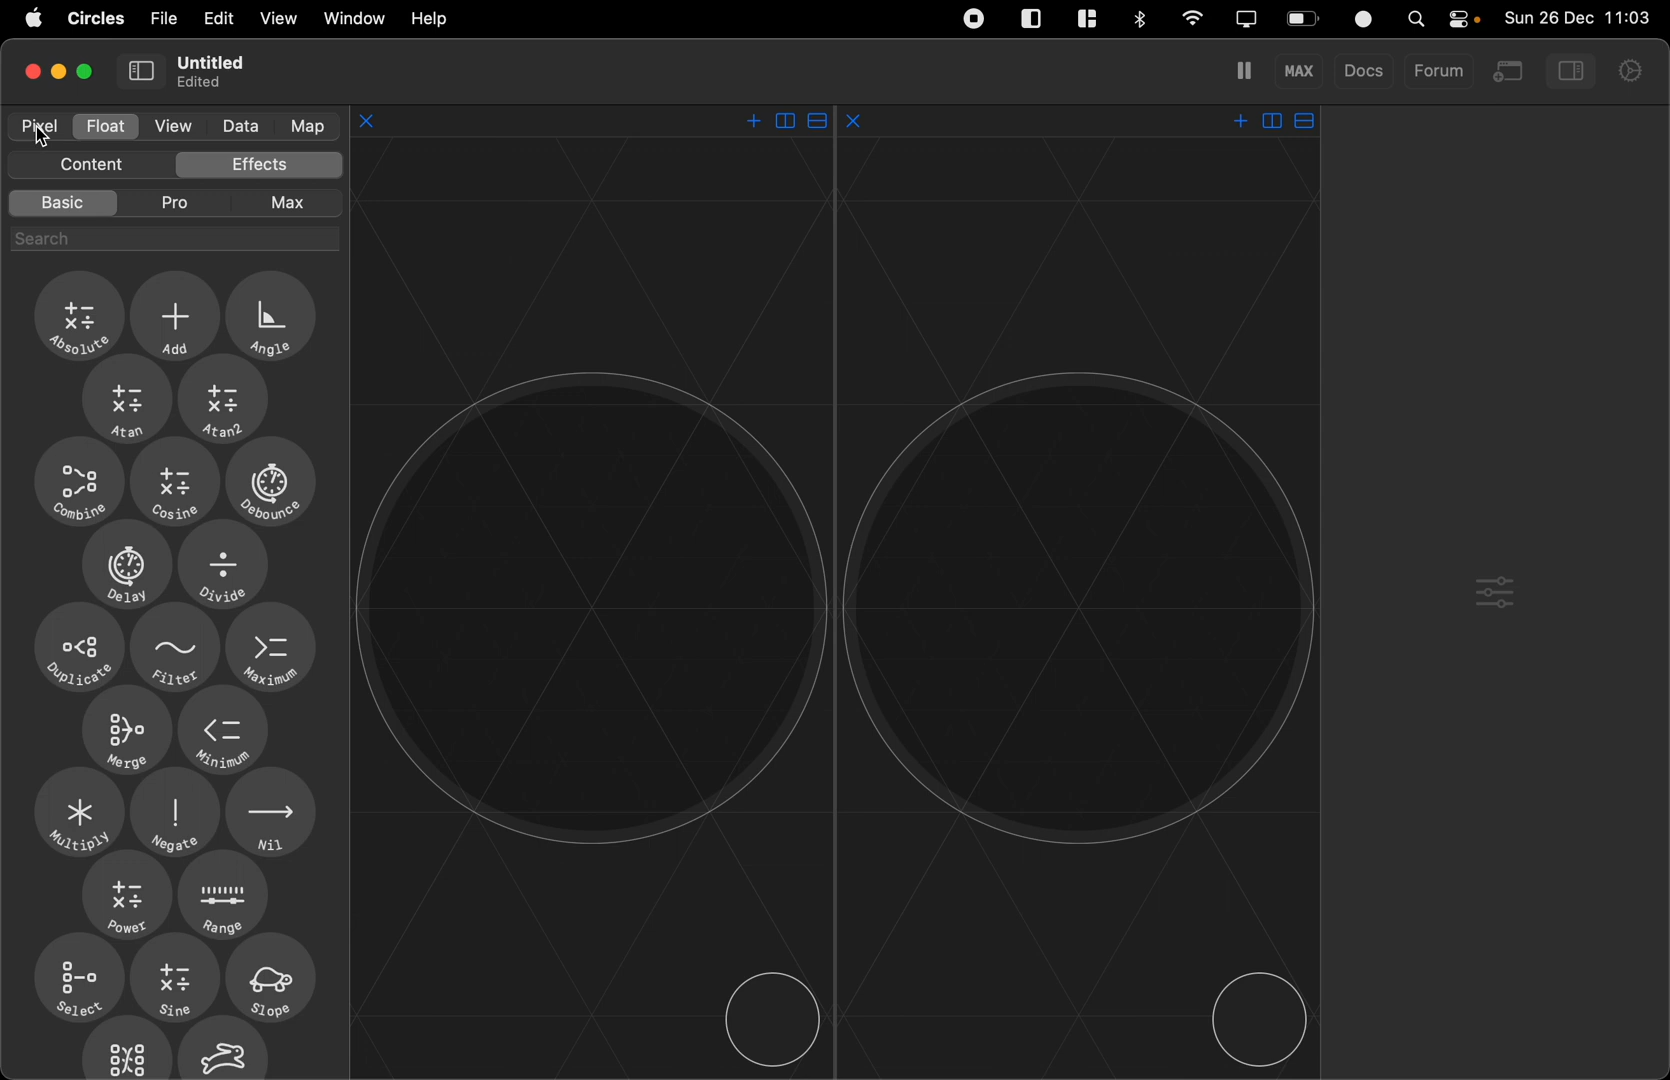 Circles File Edit View Window Help Sun 26 Dec 11:03
Untitled
Edited
MAX Docs Forum
Pixel Float View Data Map
Content Effects
Basic Pro Max
Search
Absolute Add Angle
Atan Atan2
Combine Cosine Debounce
Delay Divide
Duplicate Filter Maximum
Merge Minimum
Multiply Negate Nil
Power Range
Select Sine Slope